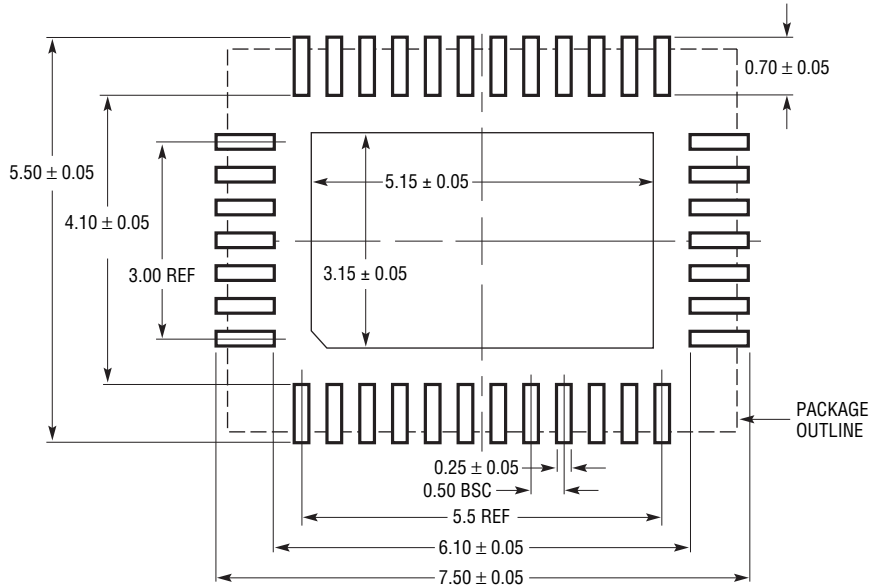 0.70 ± 0.05
5.50 ± 0.05
5.15 ± 0.05
4.10 ± 0.05
3.00 REF
3.15 ± 0.05
PACKAGE
OUTLINE
0.25 ± 0.05
0.50 BSC
5.5 REF
6.10 ± 0.05
7.50 ± 0.05